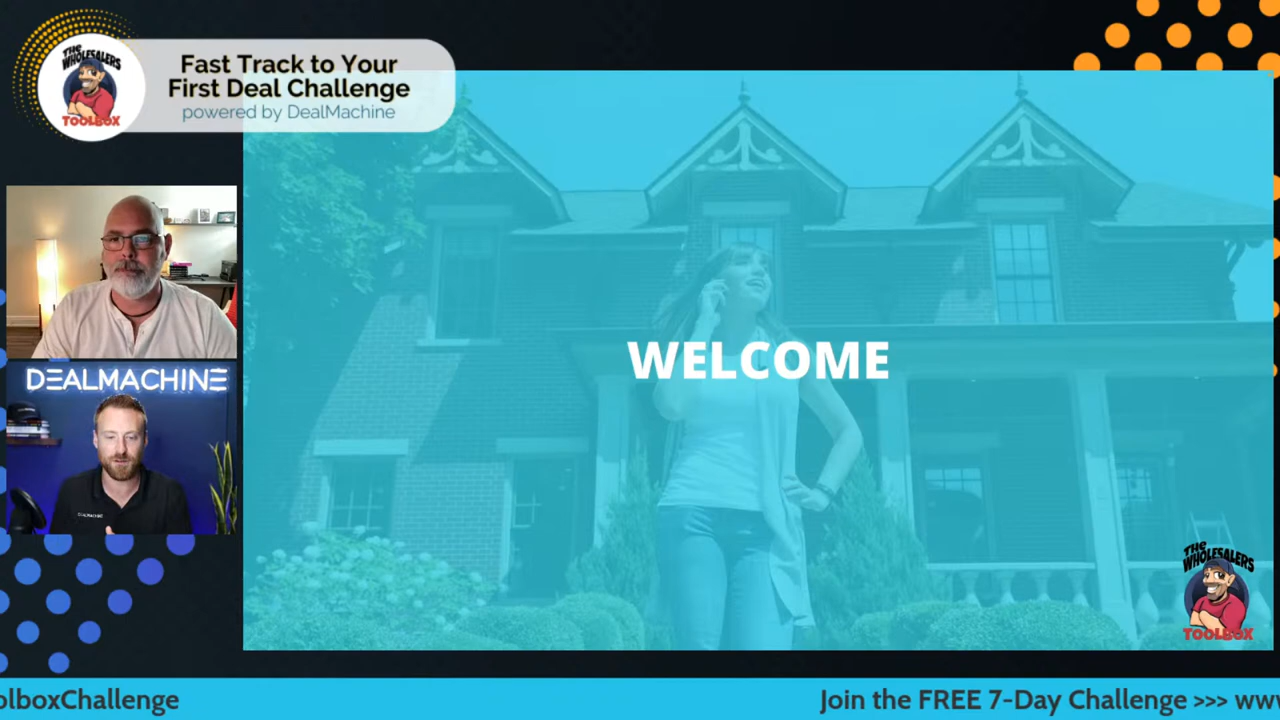 THE
WHOLESALERS
TOOLBOX
Fast Track to Your
First Deal Challenge
powered by DealMachine
DEALMACHINE
DEALMACHINE
WELCOME
THE
WHOLESALERS
TOOLBOX
olboxChallenge
Join the FREE 7-Day Challenge >>> www